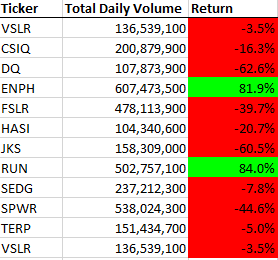 Ticker Total Daily Volume Return
VSLR 136,539,100 -3.5%
CSIQ 200,879,900 -16.3%
DQ 107,873,900 -62.6%
ENPH 607,473,500 81.9%
FSLR 478,113,900 -39.7%
HASI 104,340,600 -20.7%
JKS 158,309,000 -60.5%
RUN 502,757,100 84.0%
SEDG 237,212,300 -7.8%
SPWR 538,024,300 -44.6%
TERP 151,434,700 -5.0%
VSLR 136,539,100 -3.5%